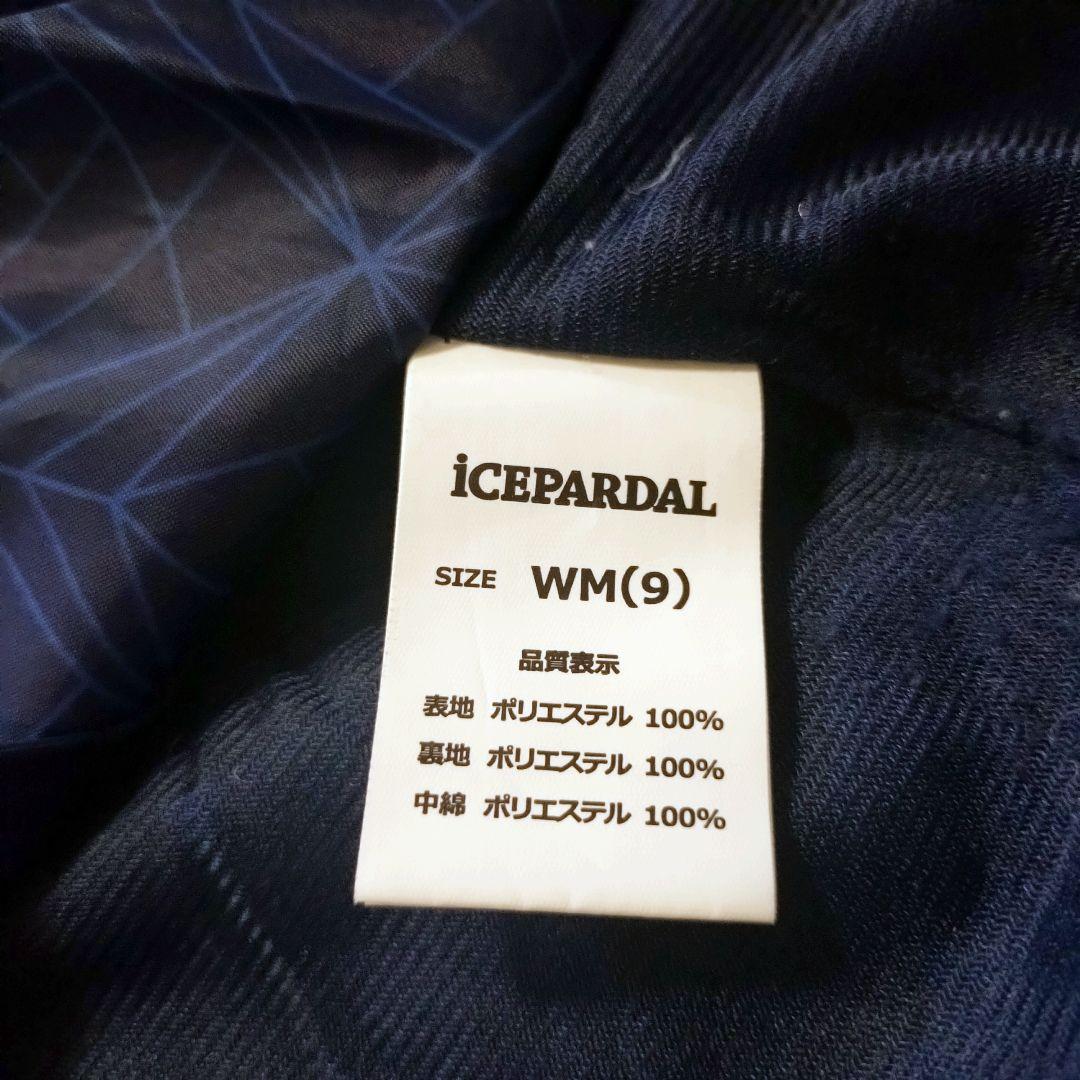 iCEPARDAL
SIZE WM(9)
品質表示
表地 ポリエステル 100%
裏地 ポリエステル 100%
中綿 ポリエステル 100%